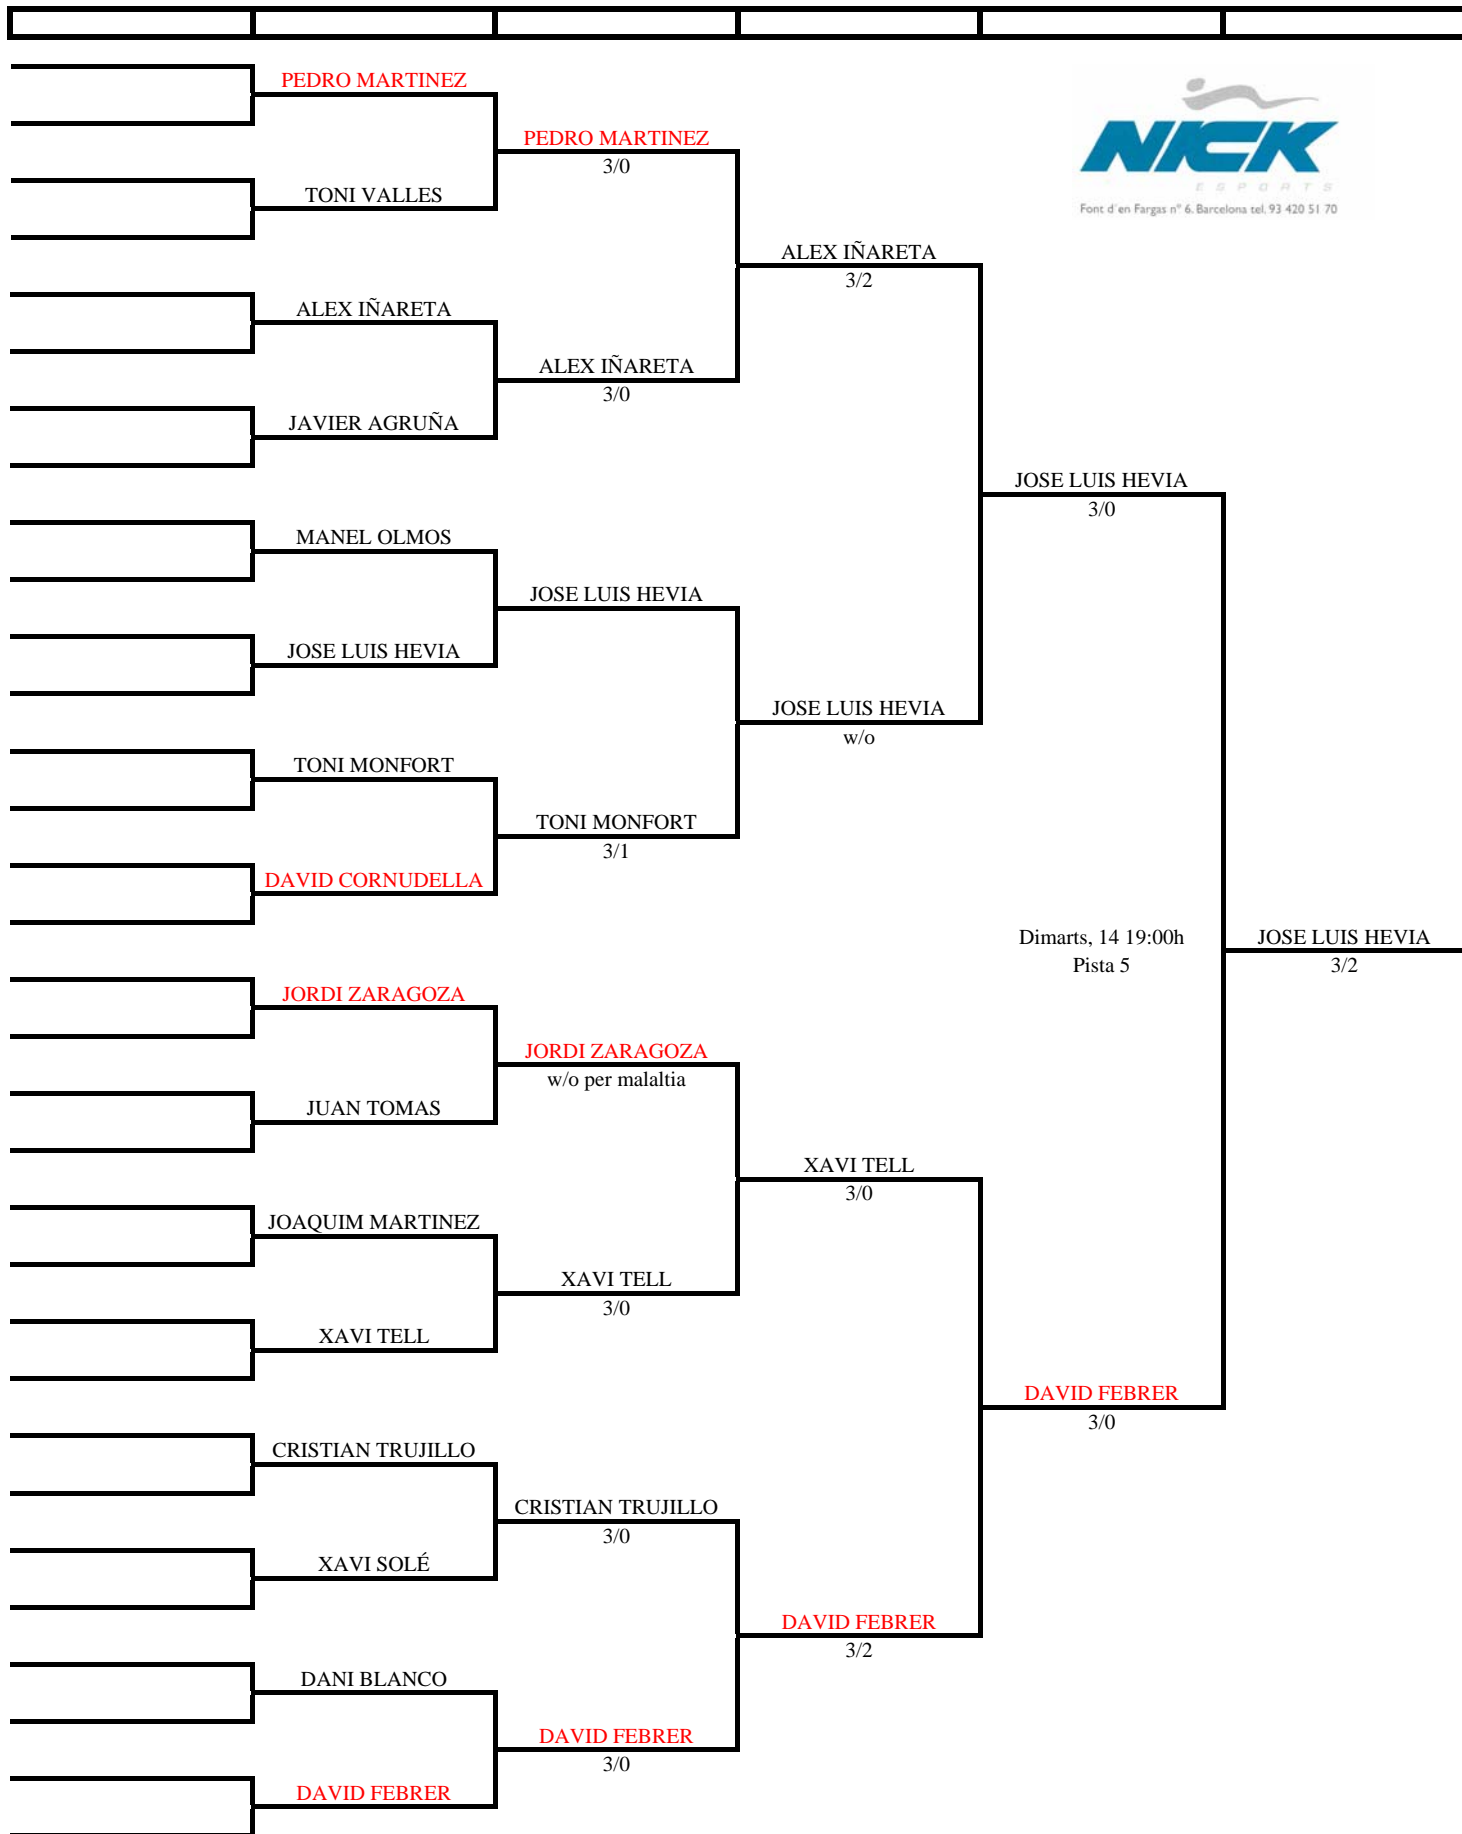 PEDRO MARTINEZ
PEDRO MARTINEZ
3/0
TONI VALLES
NICK
ESPORTS
Font d'en Fargas nº 6. Barcelona tel. 93 420 51 70
ALEX IÑARETA
3/2
ALEX IÑARETA
ALEX IÑARETA
3/0
JAVIER AGRUÑA
JOSE LUIS HEVIA
3/0
MANEL OLMOS
JOSE LUIS HEVIA
JOSE LUIS HEVIA
JOSE LUIS HEVIA
w/o
TONI MONFORT
TONI MONFORT
3/1
DAVID CORNUDELLA
Dimarts, 14 19:00h
Pista 5
JOSE LUIS HEVIA
3/2
JORDI ZARAGOZA
JORDI ZARAGOZA
w/o per malaltia
JUAN TOMAS
XAVI TELL
3/0
JOAQUIM MARTINEZ
XAVI TELL
3/0
XAVI TELL
DAVID FEBRER
3/0
CRISTIAN TRUJILLO
CRISTIAN TRUJILLO
3/0
XAVI SOLÉ
DAVID FEBRER
3/2
DANI BLANCO
DAVID FEBRER
3/0
DAVID FEBRER